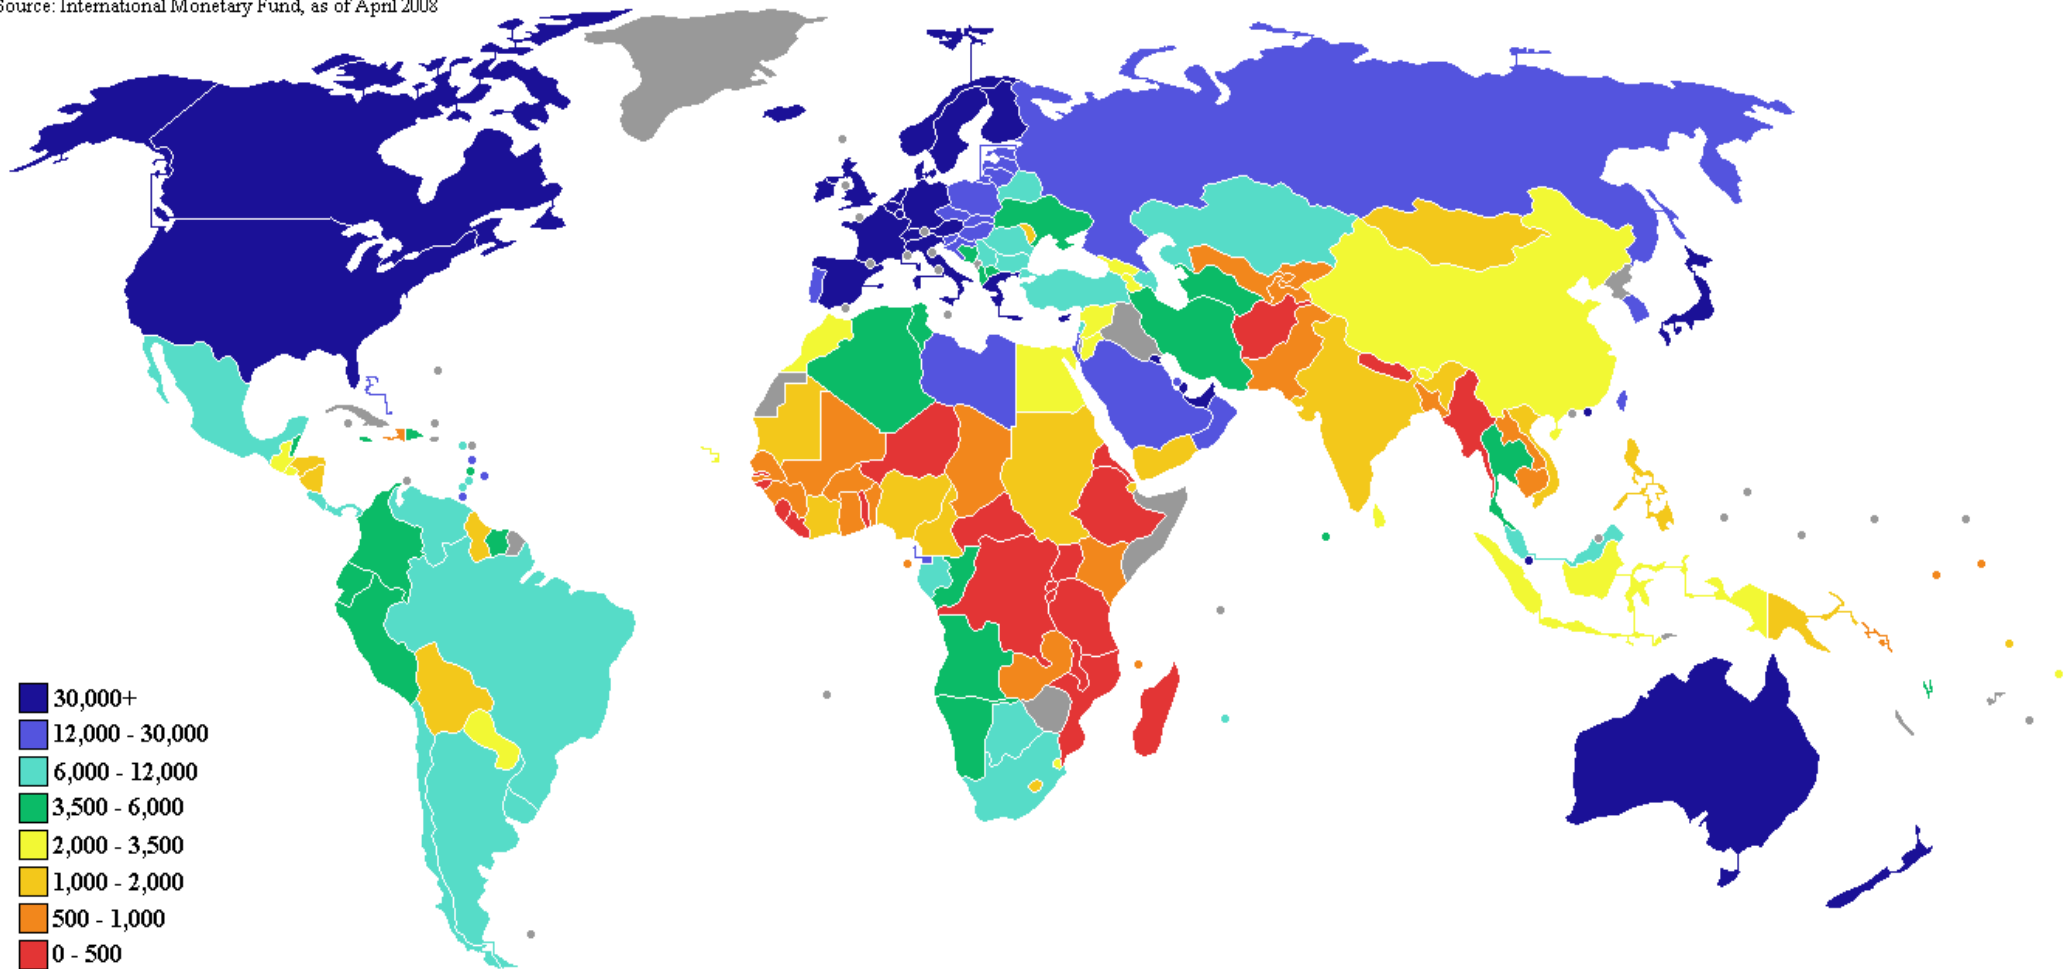 Source: International Monetary Fund, as of April 2008
30,000+
12,000 - 30,000
6,000 - 12,000
3,500 - 6,000
2,000 - 3,500
1,000 - 2,000
500 - 1,000
0 - 500